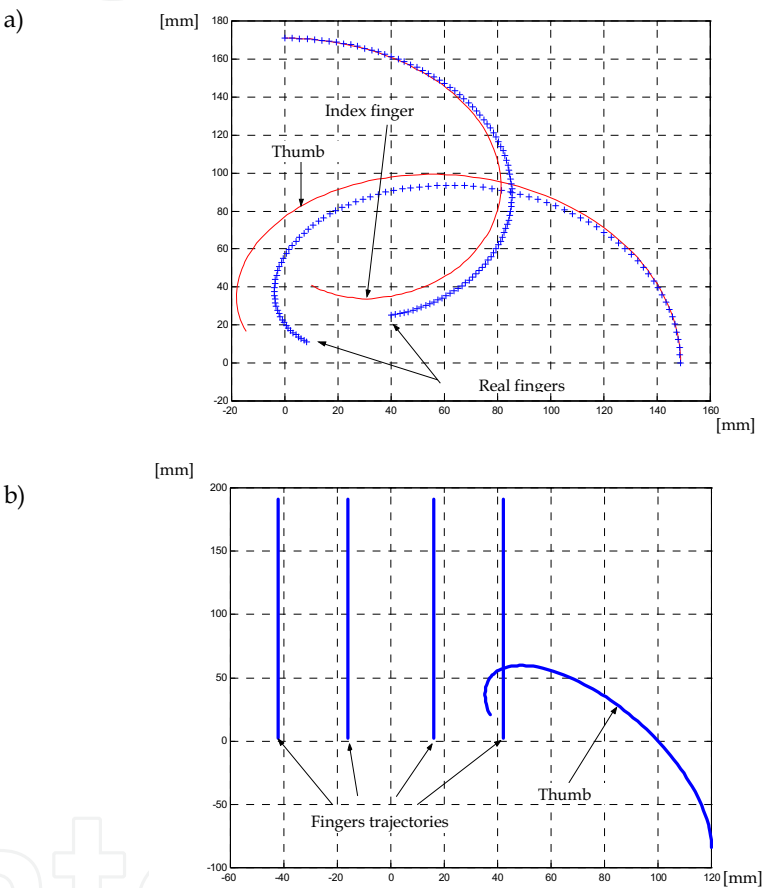 a)
[mm]
180
160
140
120
100
80
60
40
20
0
-20
Index finger
Thumb
Real fingers
-20 0 20 40 60 80 100 120 140 160
[mm]
[mm]
b)
200
150
100
50
0
-50
-100
Thumb
Fingers trajectories
-60 -40 -20 0 20 40 60 80 100 120 [mm]